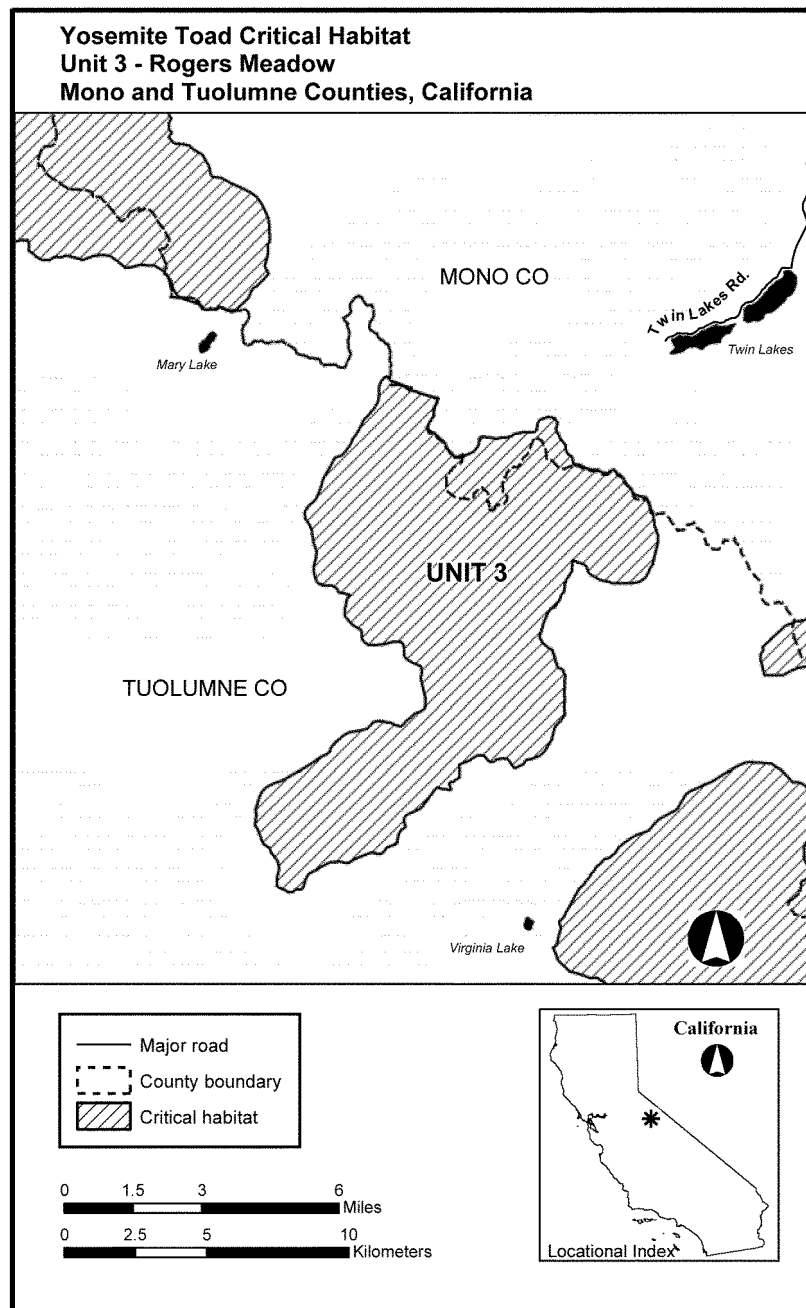 Yosemite Toad Critical Habitat
Unit 3 - Rogers Meadow
Mono and Tuolumne Counties, California
MONO CO
Twin Lakes Rd.
Twin Lakes
Mary Lake
UNIT 3
TUOLUMNE CO
Virginia Lake
Major road
County boundary
Critical habitat
0 1.5 3 6
Miles
0 2.5 5 10
Kilometers
California
Locational Index